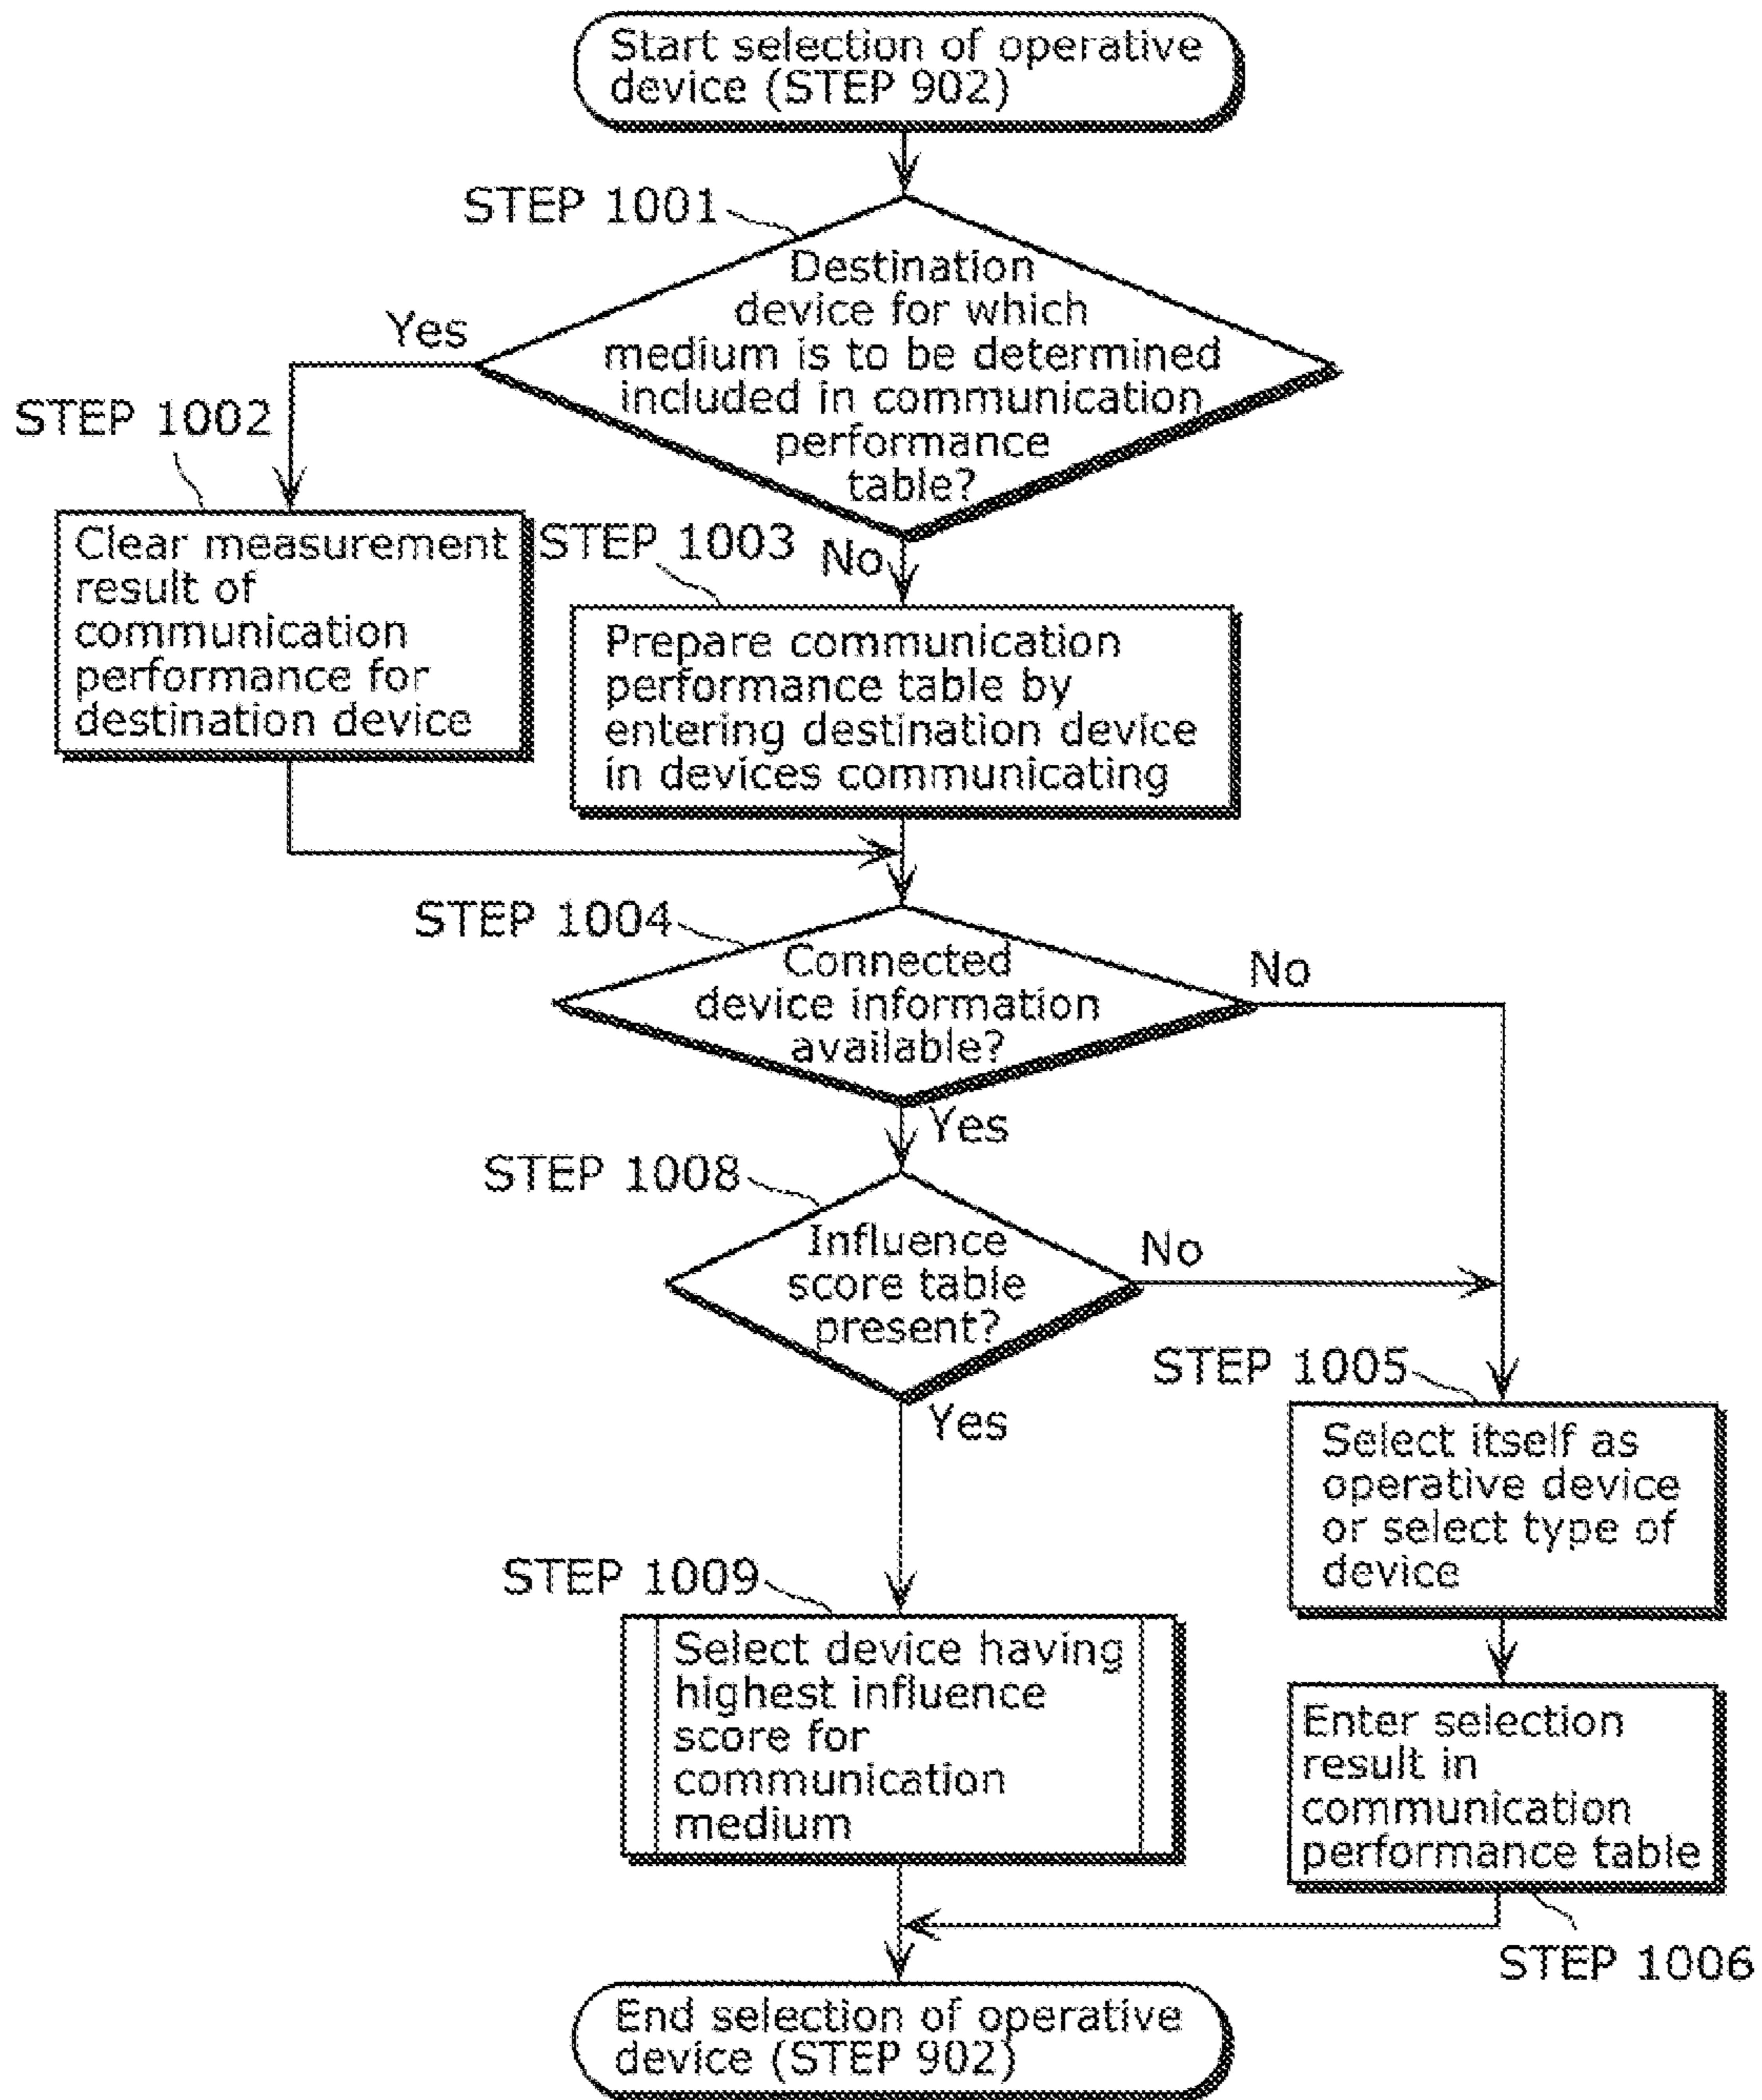 Start selection of operative
device (STEP 902)
STEP 1001
Destination
device for which
medium is to be determined
included in communication
performance
table?
Yes
No
STEP 1002
Clear measurement
result of
communication
performance for
destination device
STEP 1003
Prepare communication
performance table by
entering destination device
in devices communicating
STEP 1004
Connected
device information
available?
No
Yes
STEP 1008
Influence
score table
present?
No
Yes
STEP 1005
Select itself as
operative device
or select type of
device
STEP 1009
Select device having
highest influence
score for
communication
medium
Enter selection
result in
communication
performance table
STEP 1006
End selection of operative
device (STEP 902)